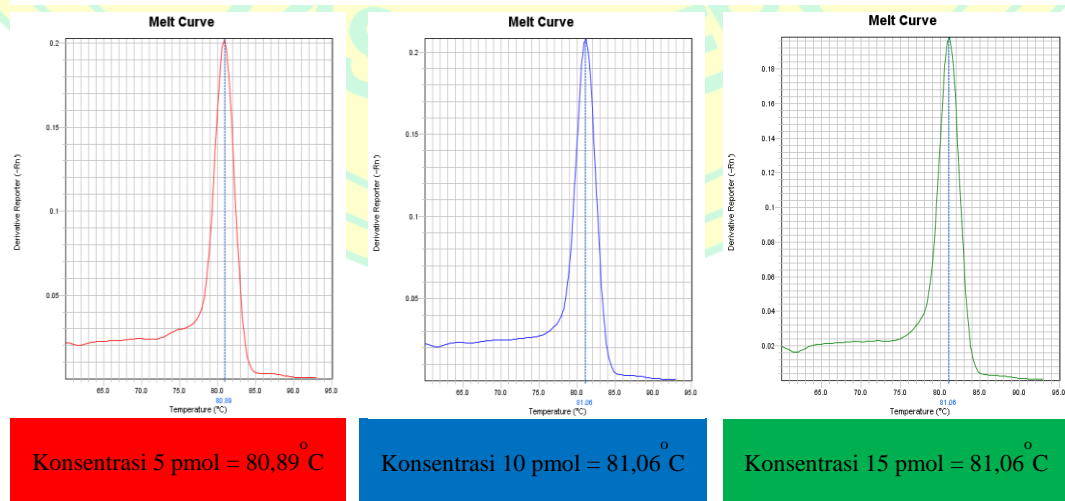 Melt Curve
0.2
0.15
0.1
0.05
Derivative Reporter (-Rn')
65.0 70.0 75.0 80.0 85.0 90.0 95.0
80.89
Temperature (°C)
Konsentrasi 5 pmol = 80,89°C
Melt Curve
0.2
0.15
0.1
0.05
Derivative Reporter (-Rn')
65.0 70.0 75.0 80.0 85.0 90.0 95.0
81.06
Temperature (°C)
Konsentrasi 10 pmol = 81,06°C
Melt Curve
0.18
0.16
0.14
0.12
0.1
0.08
0.06
0.04
0.02
Derivative Reporter (-Rn')
65.0 70.0 75.0 80.0 85.0 90.0 95.0
81.06
Temperature (°C)
Konsentrasi 15 pmol = 81,06°C